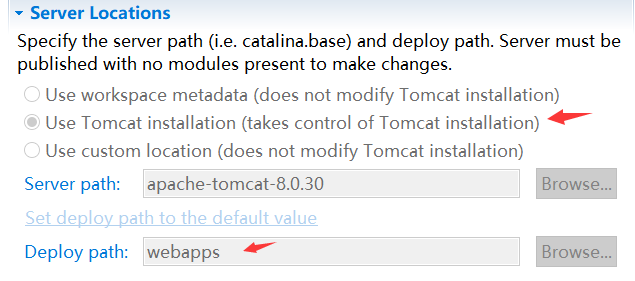 Server Locations
Specify the server path (i.e. catalina.base) and deploy path. Server must be
published with no modules present to make changes.
Use workspace metadata (does not modify Tomcat installation)
Use Tomcat installation (takes control of Tomcat installation)
Use custom location (does not modify Tomcat installation)
Server path: apache-tomcat-8.0.30 Browse...
Set deploy path to the default value
Deploy path: webapps Browse...